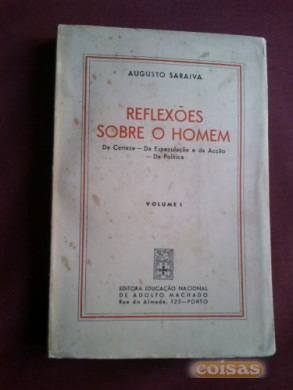 AUGUSTO SARAIVA
REFLEXÕES
SOBRE O HOMEM
Da Certeza — Da Especulação e da Acção
— Da Política
VOLUME I
EDITORA EDUCAÇÃO NACIONAL
DE ADOLFO MACHADO
Rua do Almada, 125 — PORTO
coisas